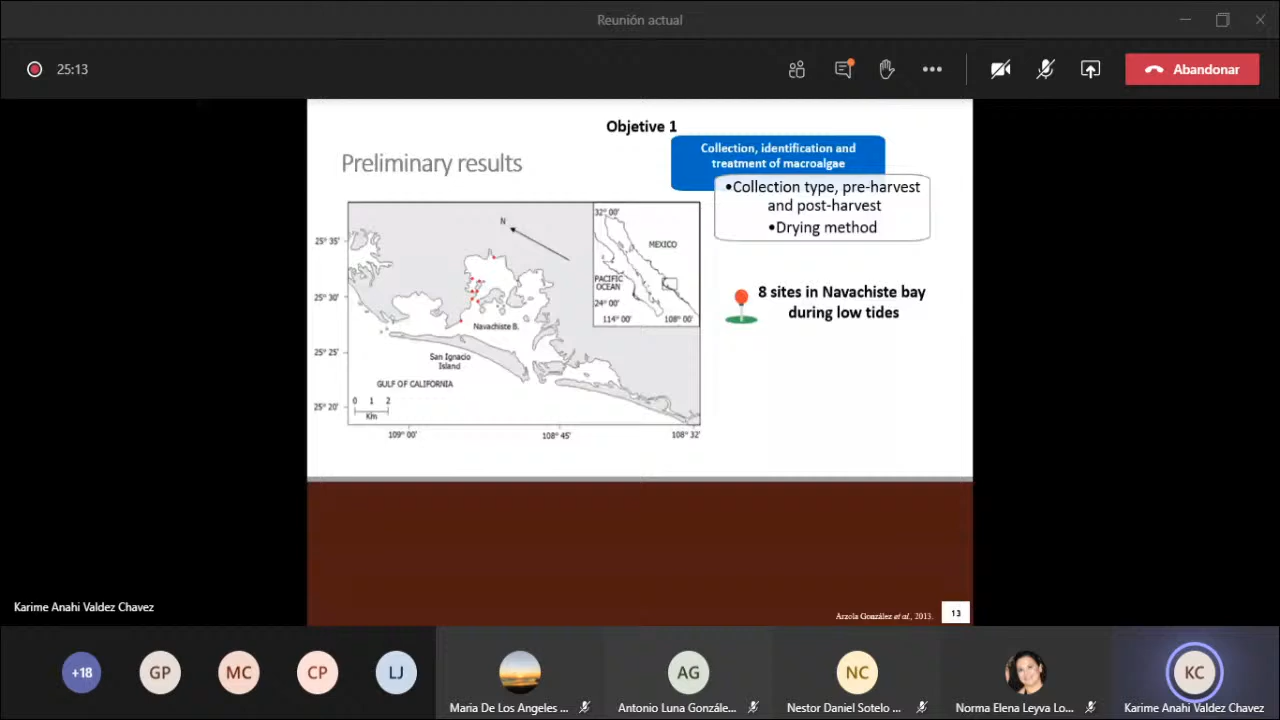 Reunión actual
25:13
Abandonar
Objetive 1
Preliminary results
Collection, identification and
treatment of macroalgae
•Collection type, pre-harvest
and post-harvest
•Drying method
8 sites in Navachiste bay
during low tides
N
32° 00'
MEXICO
PACIFIC
OCEAN
24° 00'
114° 00'
108° 00'
25° 35'
25° 30'
25° 25'
25° 20'
Navachiste B.
San Ignacio
Island
GULF OF CALIFORNIA
0 1 2
Km
109° 00'
108° 45'
108° 32'
Arzola González et al., 2013.
13
Karime Anahi Valdez Chavez
+18
GP
MC
CP
LJ
AG
NC
KC
Maria De Los Angeles ...
Antonio Luna Gonzále...
Nestor Daniel Sotelo ...
Norma Elena Leyva Lo...
Karime Anahi Valdez Chavez